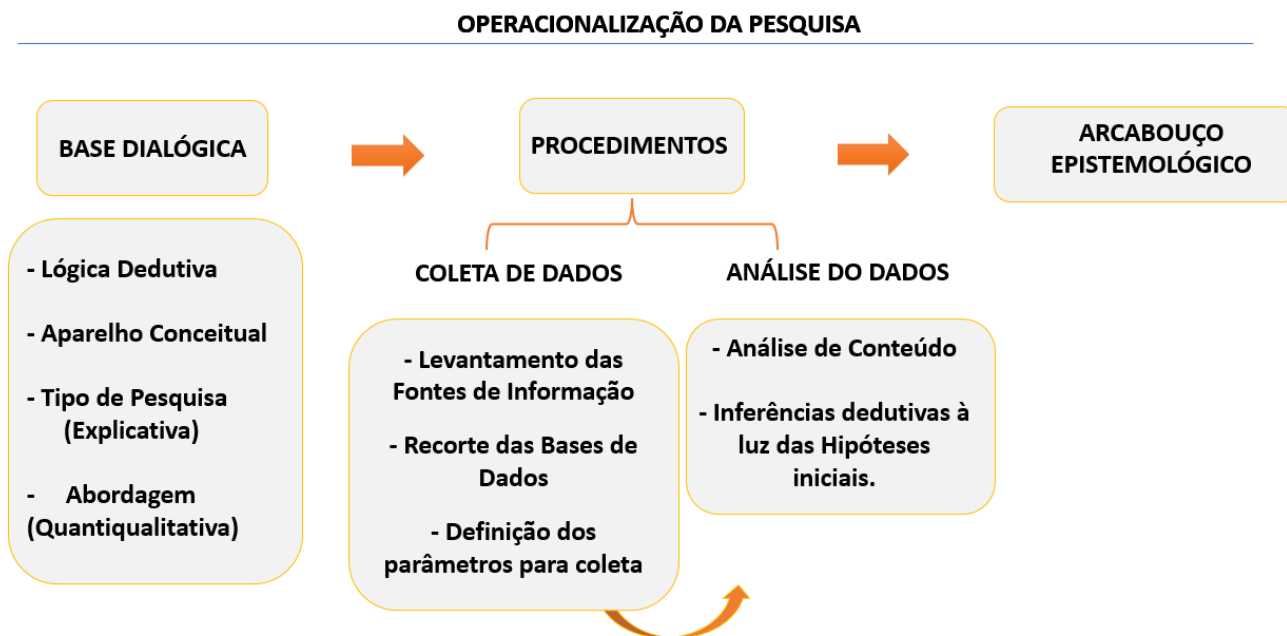 OPERACIONALIZAÇÃO DA PESQUISA
BASE DIALÓGICA
PROCEDIMENTOS
ARCABOUÇO
EPISTEMOLÓGICO
- Lógica Dedutiva
- Aparelho Conceitual
- Tipo de Pesquisa
(Explicativa)
- Abordagem
(Quantiqualitativa)
COLETA DE DADOS
- Levantamento das
Fontes de Informação
- Recorte das Bases de
Dados
- Definição dos
parâmetros para coleta
ANÁLISE DO DADOS
- Análise de Conteúdo
- Inferências dedutivas à
luz das Hipóteses
iniciais.